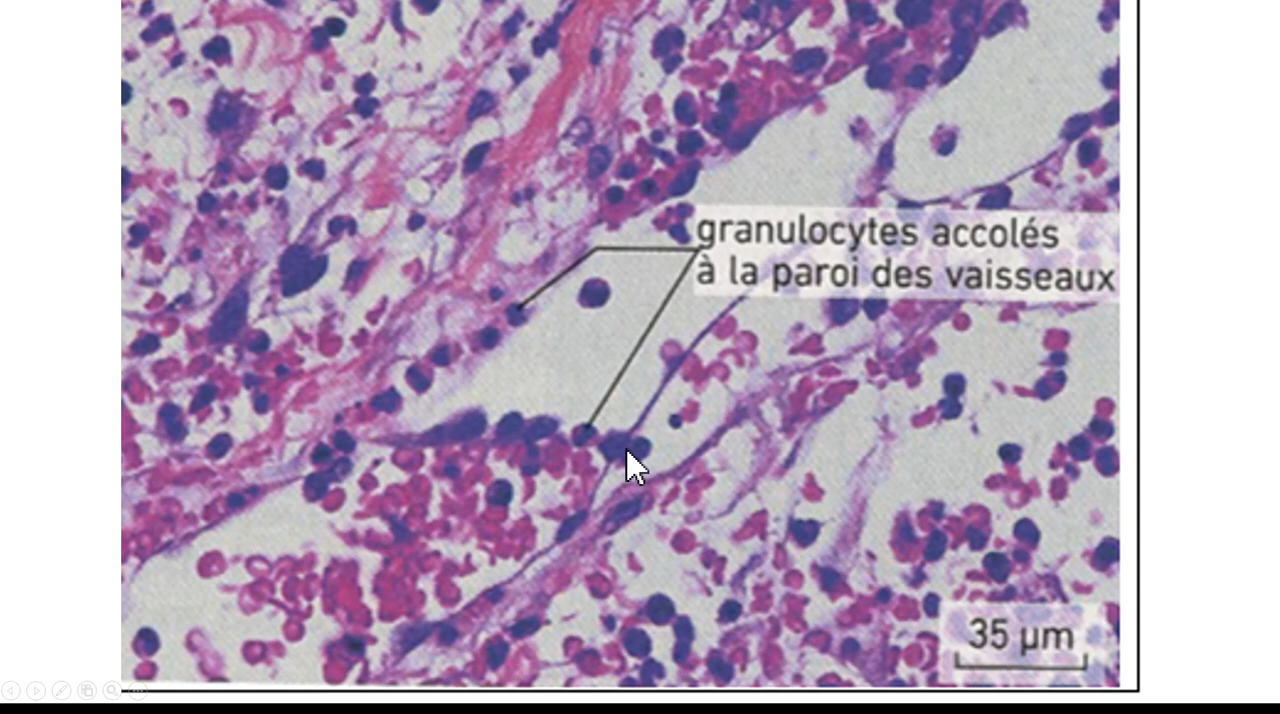 granulocytes accolés
à la paroi des vaisseaux
35 µm